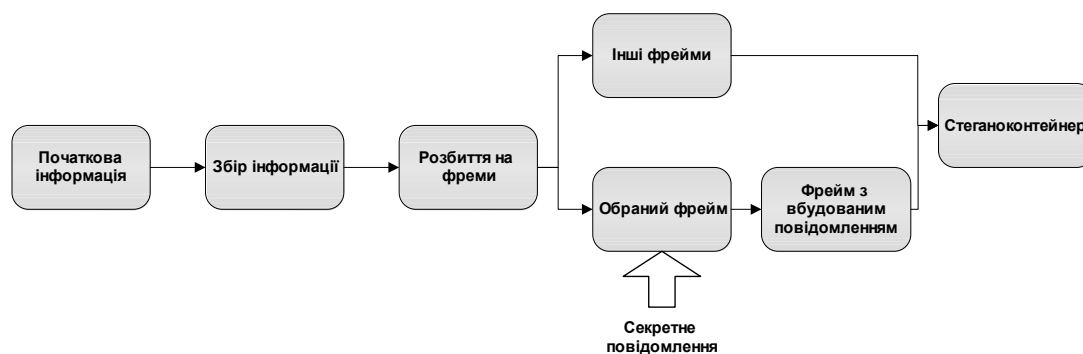 Початкова
інформація
Збір інформації
Розбиття на
фреми
Інші фрейми
Обраний фрейм
Секретне
повідомлення
Фрейм з
вбудованим
повідомленням
Стеганоконтейнер